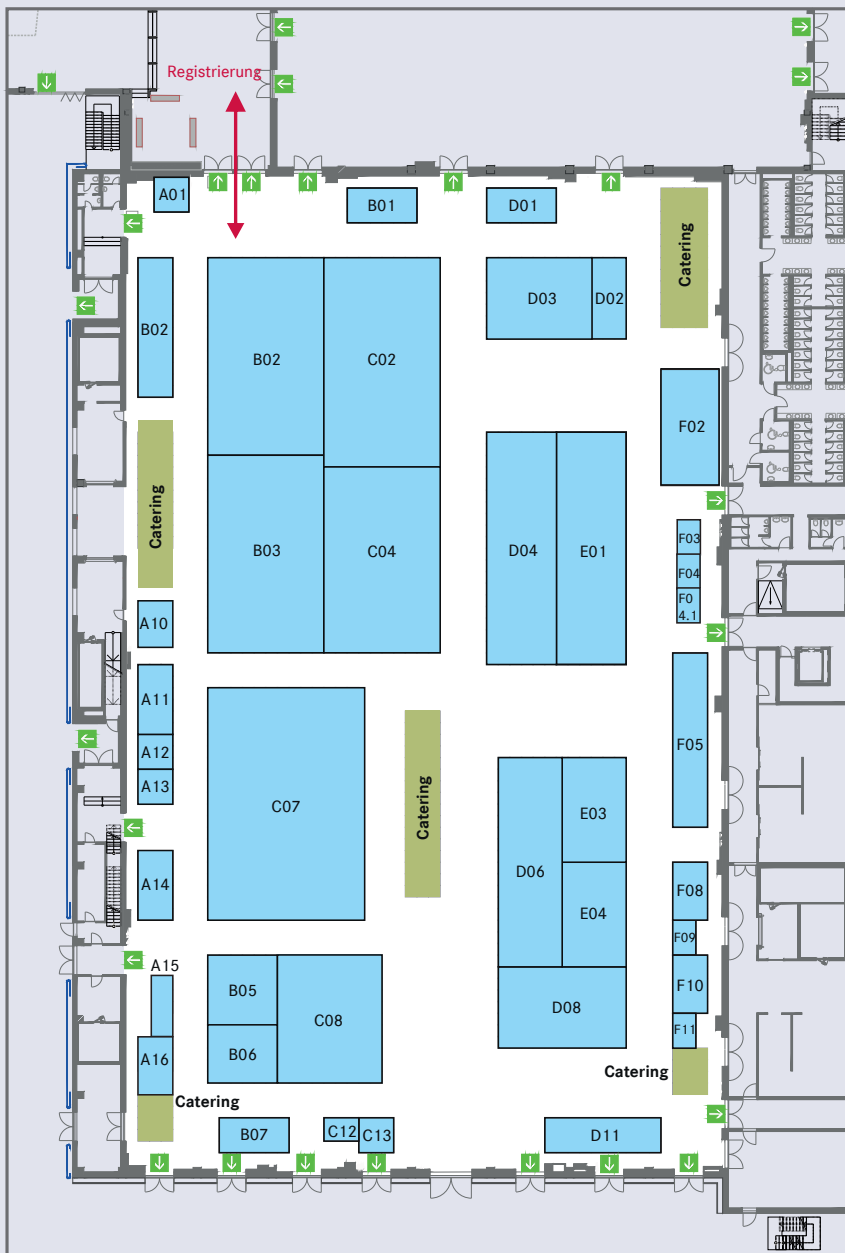 Registrierung
A01
B01
D01
Catering
B02
B02
C02
D03
D02
F02
Catering
B03
C04
D04
E01
F03
F04
F0
4.1
A10
A11
A12
A13
C07
Catering
F05
D06
E03
E04
A14
F08
F09
A15
B05
C08
F10
D08
B06
F11
A16
Catering
Catering
B07
C12
C13
D11